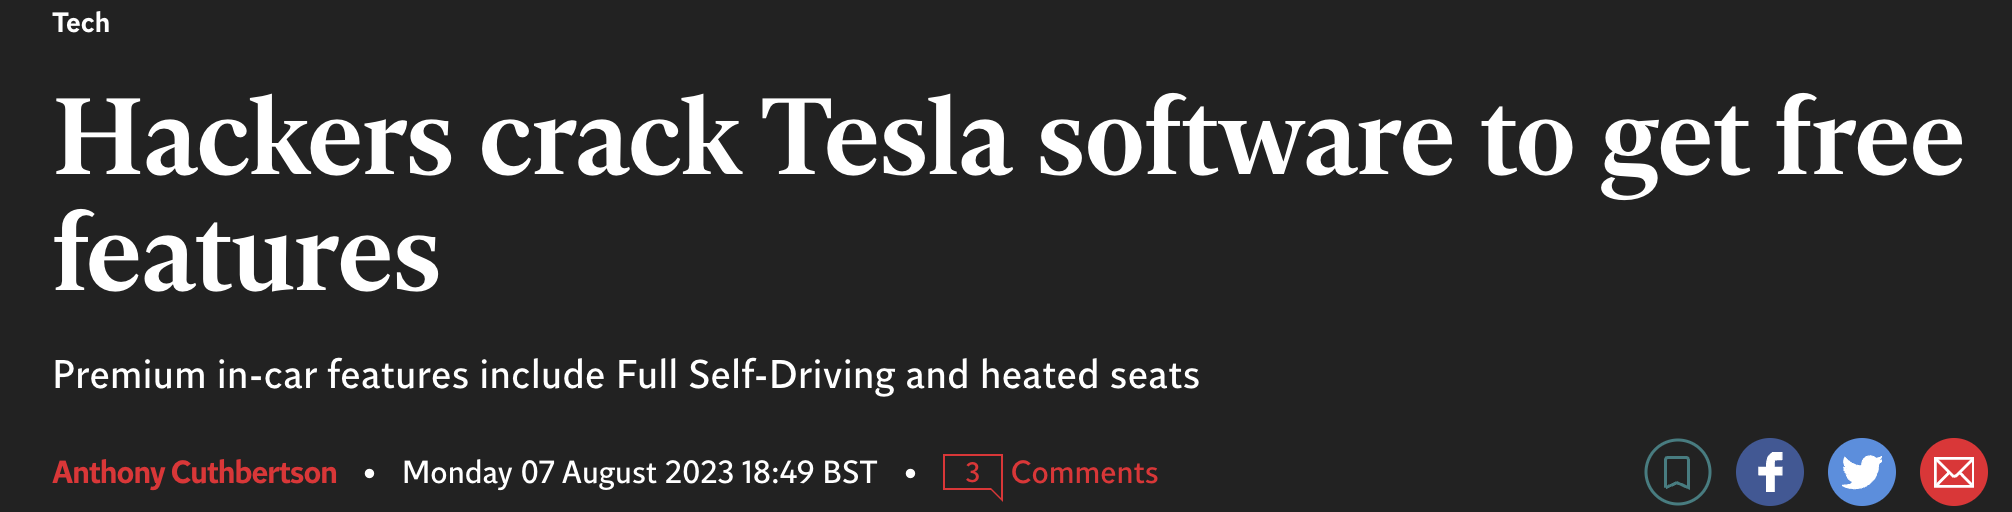 Tech
Hackers crack Tesla software to get free
features
Premium in-car features include Full Self-Driving and heated seats
Anthony Cuthbertson • Monday 07 August 2023 18:49 BST • 3 Comments